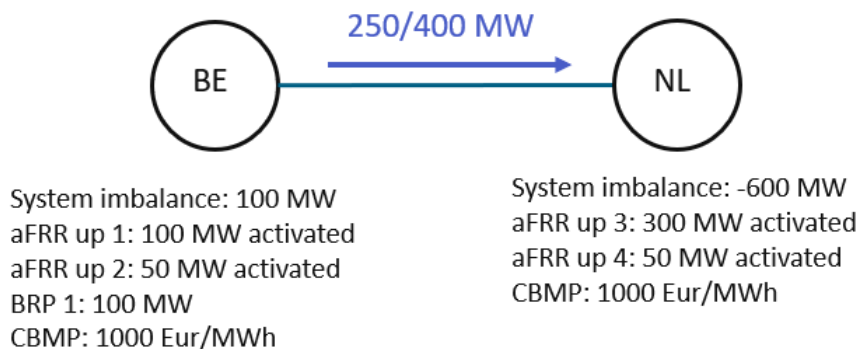 250/400 MW
BE
NL
System imbalance: 100 MW
aFRR up 1: 100 MW activated
aFRR up 2: 50 MW activated
BRP 1: 100 MW
CBMP: 1000 Eur/MWh
System imbalance: -600 MW
aFRR up 3: 300 MW activated
aFRR up 4: 50 MW activated
CBMP: 1000 Eur/MWh